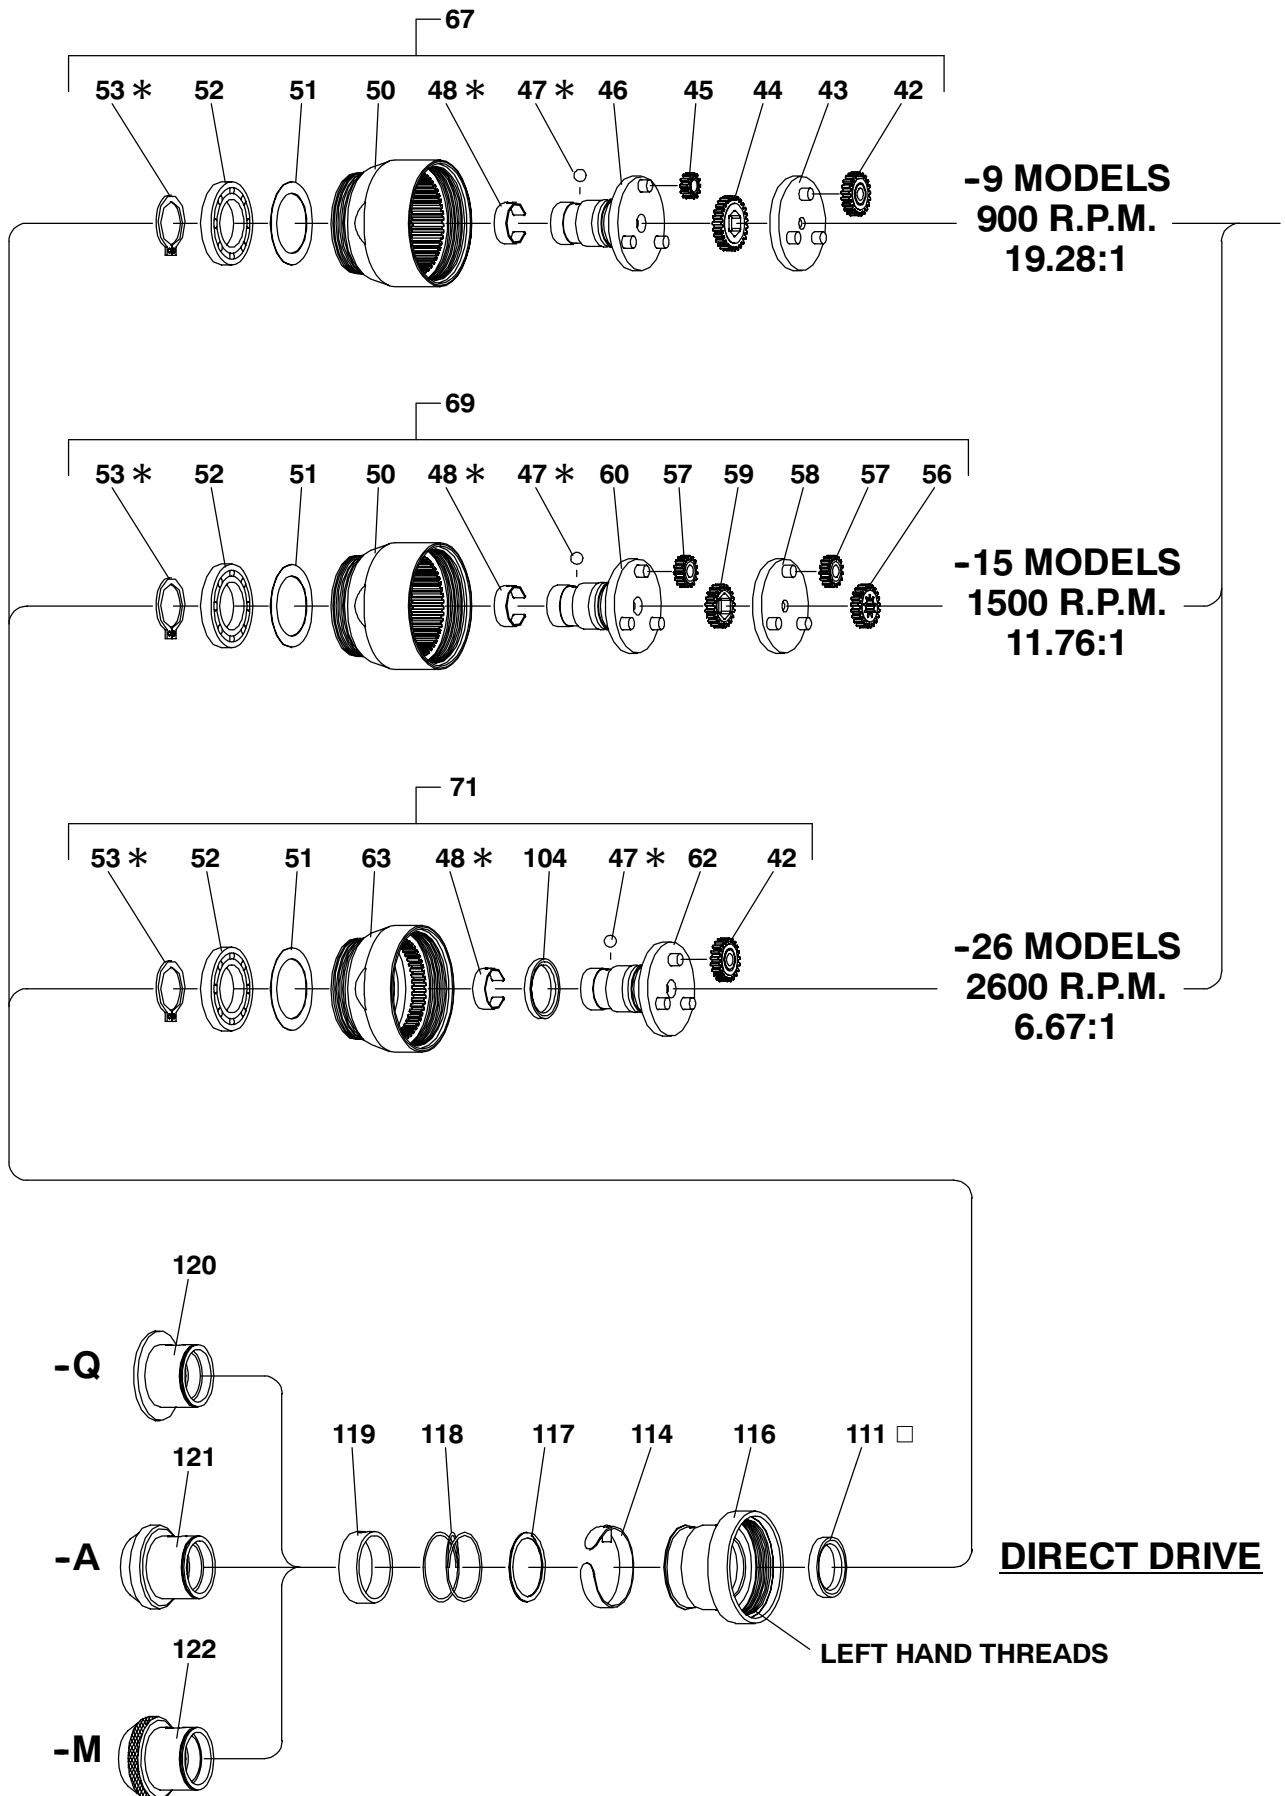 67
53 * 52 51 50 48 * 47 * 46 45 44 43 42
-9 MODELS
900 R.P.M.
19.28:1
69
53 * 52 51 50 48 * 47 * 60 57 59 58 57 56
-15 MODELS
1500 R.P.M.
11.76:1
71
53 * 52 51 63 48 * 104 47 * 62 42
-26 MODELS
2600 R.P.M.
6.67:1
120
-Q
119 118 117 114 116 111 □
121
-A
DIRECT DRIVE
LEFT HAND THREADS
122
-M